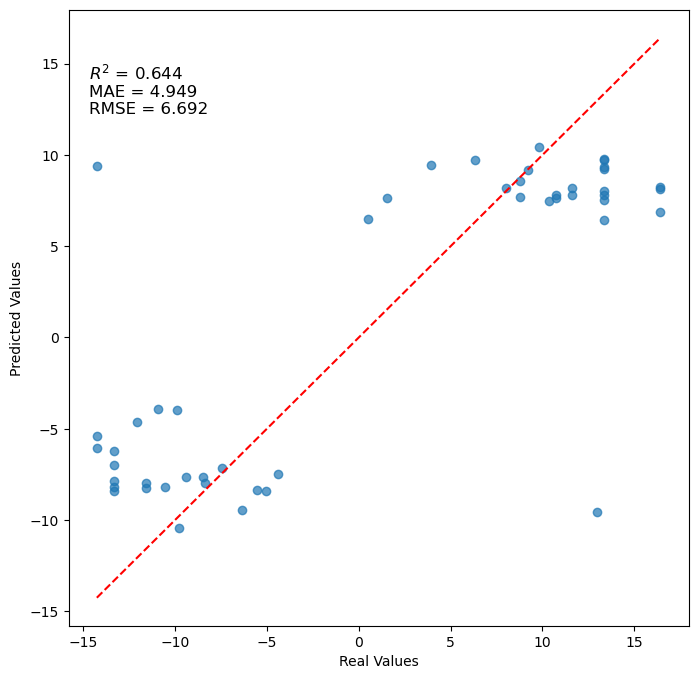 R² = 0.644
MAE = 4.949
RMSE = 6.692
15
10
5
0
−5
−10
−15
Predicted Values
−15 −10 −5 0 5 10 15
Real Values